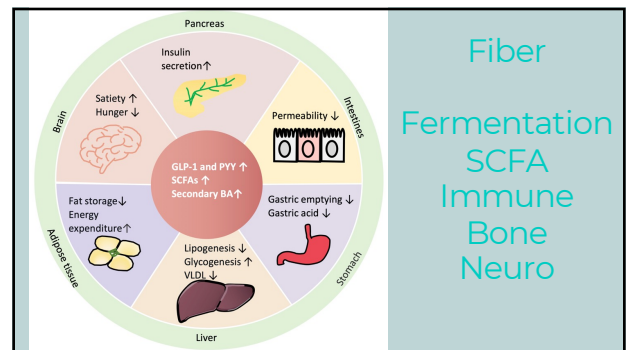 Pancreas
Insulin
secretion↑
Brain
Satiety ↑
Hunger ↓
Intestines
Permeability ↓
GLP-1 and PYY ↑
SCFAs ↑
Secondary BA↑
Adipose tissue
Fat storage↓
Energy
expenditure↑
Gastric emptying ↓
Gastric acid ↓
Stomach
Lipogenesis ↓
Glycogenesis ↑
VLDL ↓
Liver
Fiber
Fermentation
SCFA
Immune
Bone
Neuro